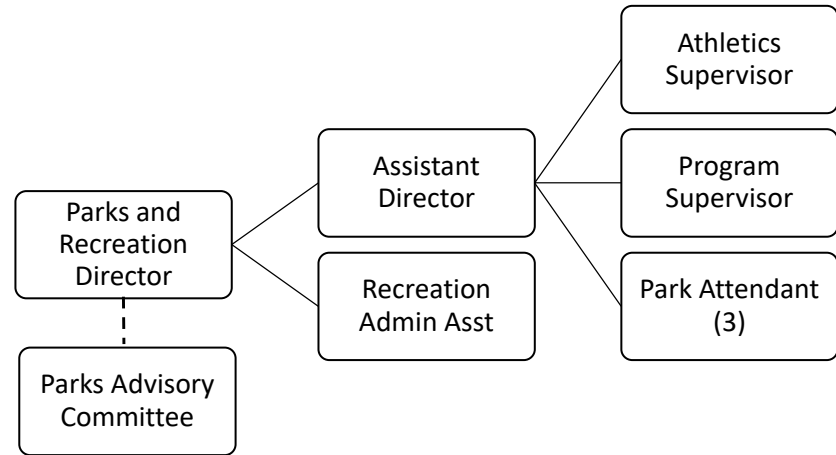 Parks and
Recreation
Director
Parks Advisory
Committee
Assistant
Director
Recreation
Admin Asst
Athletics
Supervisor
Program
Supervisor
Park Attendant
(3)